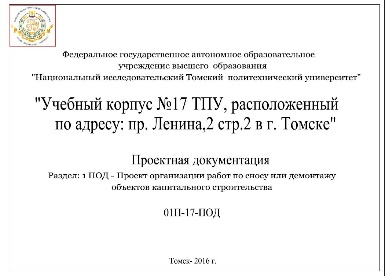 Федеральное государственное автономное образовательное
учреждение высшего образования
"Национальный исследовательский Томский политехнический университет"
"Учебный корпус №17 ТПУ, расположенный
по адресу: пр. Ленина,2 стр.2 в г. Томске"
Проектная документация
Раздел: 1 ПОД - Проект организации работ по сносу или демонтажу
объектов капитального строительства
01П-17-ПОД
Томск- 2016 г.